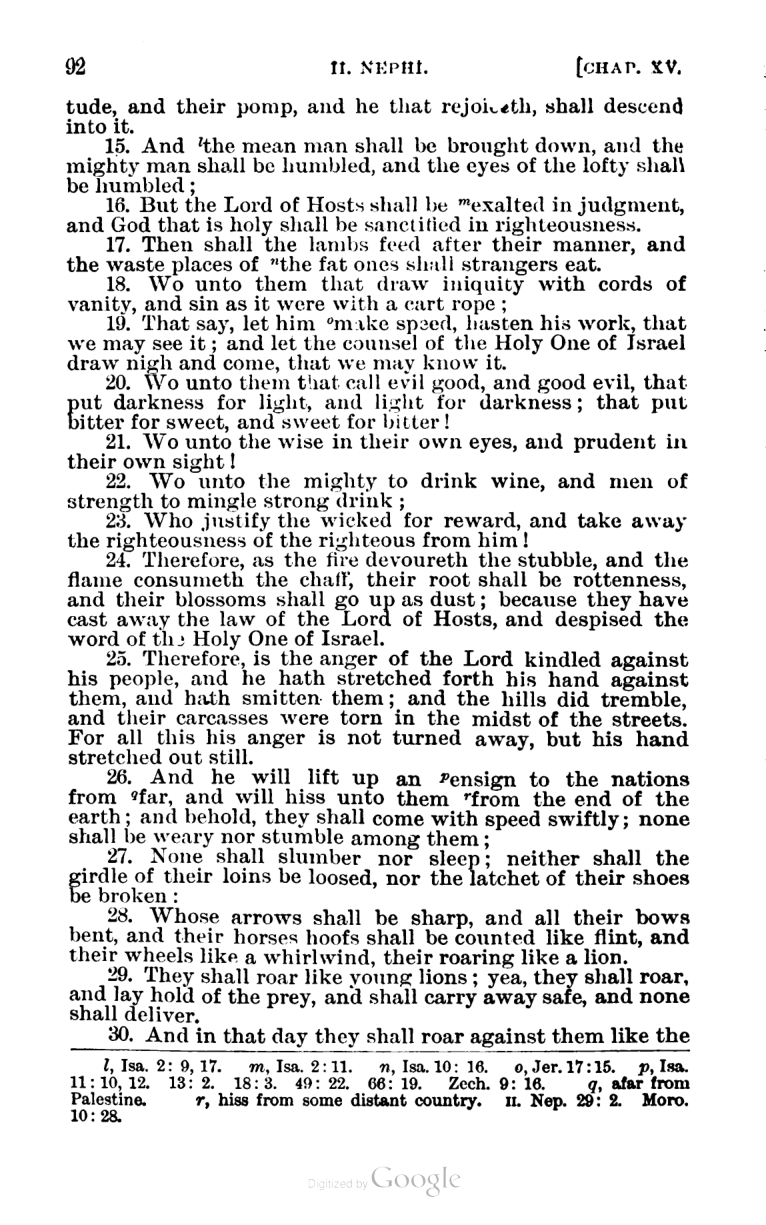 92 II. NEPHI. [CHAP. XV.
tude, and their pomp, and he that rejoiceth, shall descend
into it.
15. And lthe mean man shall be brought down, and the
mighty man shall be humbled, and the eyes of the lofty shall
be humbled;
16. But the Lord of Hosts shall be mexalted in judgment,
and God that is holy shall be sanctified in righteousness.
17. Then shall the lambs feed after their manner, and
the waste places of nthe fat ones shall strangers eat.
18. Wo unto them that draw iniquity with cords of
vanity, and sin as it were with a cart rope;
19. That say, let him omake speed, hasten his work, that
we may see it; and let the counsel of the Holy One of Israel
draw nigh and come, that we may know it.
20. Wo unto them that call evil good, and good evil, that
put darkness for light, and light for darkness; that put
bitter for sweet, and sweet for bitter!
21. Wo unto the wise in their own eyes, and prudent in
their own sight!
22. Wo unto the mighty to drink wine, and men of
strength to mingle strong drink;
23. Who justify the wicked for reward, and take away
the righteousness of the righteous from him!
24. Therefore, as the fire devoureth the stubble, and the
flame consumeth the chaff, their root shall be rottenness,
and their blossoms shall go up as dust; because they have
cast away the law of the Lord of Hosts, and despised the
word of the Holy One of Israel.
25. Therefore, is the anger of the Lord kindled against
his people, and he hath stretched forth his hand against
them, and hath smitten them; and the hills did tremble,
and their carcasses were torn in the midst of the streets.
For all this his anger is not turned away, but his hand
stretched out still.
26. And he will lift up an pensign to the nations
from qfar, and will hiss unto them rfrom the end of the
earth; and behold, they shall come with speed swiftly; none
shall be weary nor stumble among them;
27. None shall slumber nor sleep; neither shall the
girdle of their loins be loosed, nor the latchet of their shoes
be broken:
28. Whose arrows shall be sharp, and all their bows
bent, and their horses hoofs shall be counted like flint, and
their wheels like a whirlwind, their roaring like a lion.
29. They shall roar like young lions; yea, they shall roar,
and lay hold of the prey, and shall carry away safe, and none
shall deliver.
30. And in that day they shall roar against them like the
l, Isa. 2: 9, 17. m, Isa. 2: 11. n, Isa. 10: 16. o, Jer. 17: 15. p, Isa.
11: 10, 12. 13: 2. 18: 3. 49: 22. 66: 19. Zech. 9: 16. q, afar from
Palestine. r, hiss from some distant country. II. Nep. 29: 2. Moro.
10: 28.
Digitized by Google